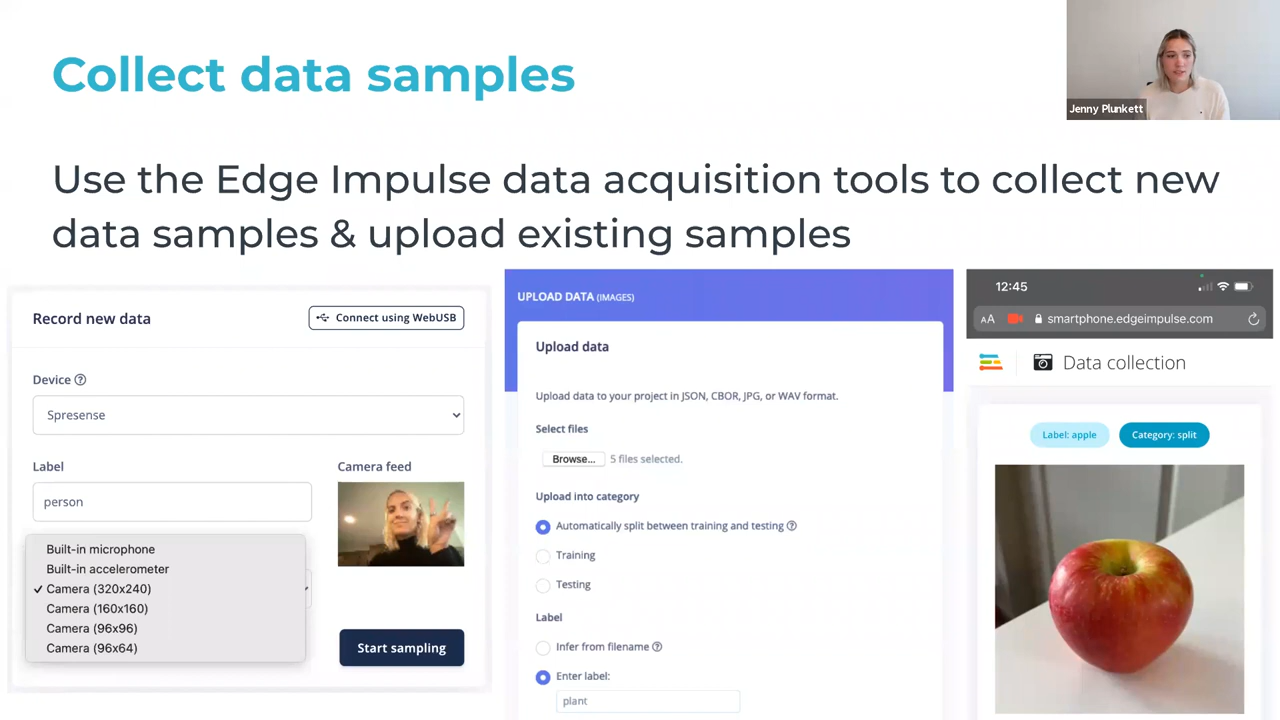 Collect data samples
Jenny Plunkett
Use the Edge Impulse data acquisition tools to collect new
data samples & upload existing samples
Record new data
Connect using WebUSB
Device
Spresense
Label
Camera feed
person
Built-in microphone
Built-in accelerometer
✓ Camera (320x240)
Camera (160x160)
Camera (96x96)
Camera (96x64)
Start sampling
UPLOAD DATA (IMAGES)
Upload data
Upload data to your project in JSON, CBOR, JPG, or WAV format.
Select files
Browse... 5 files selected.
Upload into category
Automatically split between training and testing
Training
Testing
Label
Infer from filename
Enter label:
plant
12:45
AA smartphone.edgeimpulse.com
Data collection
Label: apple
Category: split